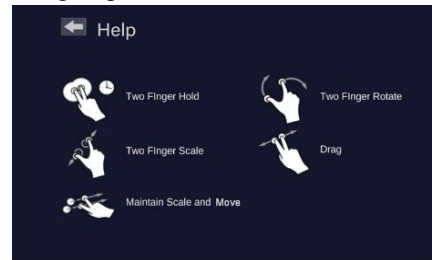 Help
Two FInger Hold
Two FInger Rotate
Two FInger Scale
Drag
Maintain Scale and Move